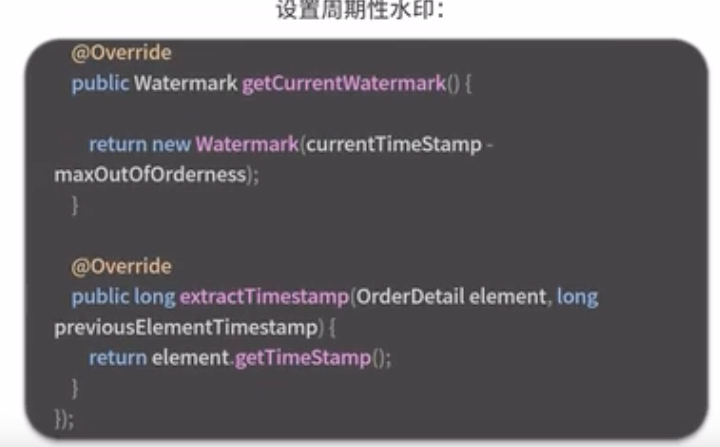 设置周期性水印：
@Override
public Watermark getCurrentWatermark() {
return new Watermark(currentTimeStamp -
maxOutOfOrderness);
}
@Override
public long extractTimestamp(OrderDetail element, long
previousElementTimestamp) {
return element.getTimeStamp();
}
});